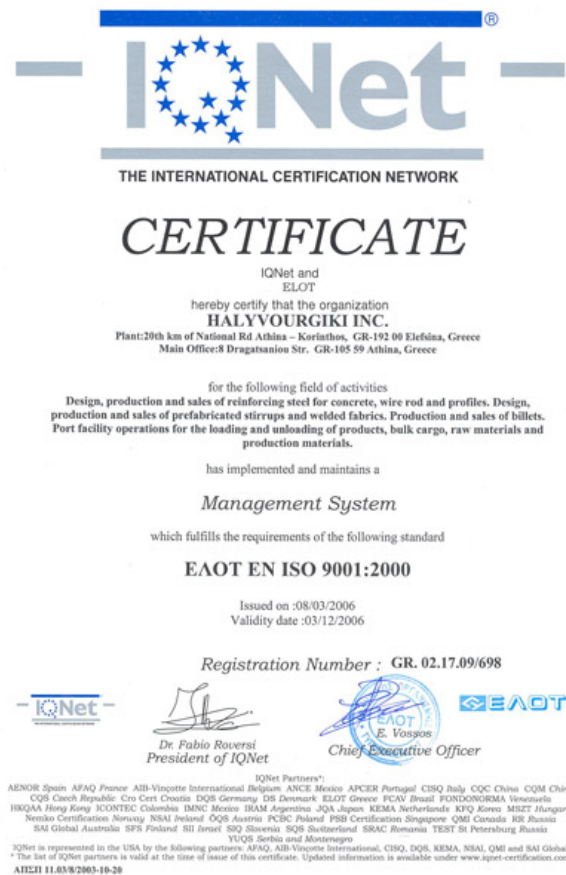 IQNet®
THE INTERNATIONAL CERTIFICATION NETWORK
CERTIFICATE
IQNet and
ELOT
hereby certify that the organization
HALYVOURGIKI INC.
Plant:20th km of National Rd Athina – Korinthos, GR-192 00 Elefsina, Greece
Main Office:8 Dragatsaniou Str. GR-105 59 Athina, Greece
for the following field of activities
Design, production and sales of reinforcing steel for concrete, wire rod and profiles. Design,
production and sales of prefabricated stirrups and welded fabrics. Production and sales of billets.
Port facility operations for the loading and unloading of products, bulk cargo, raw materials and
production materials.
has implemented and maintains a
Management System
which fulfills the requirements of the following standard
ΕΛΟΤ EN ISO 9001:2000
Issued on :08/03/2006
Validity date :03/12/2006
Registration Number : GR. 02.17.09/698
IQNet
ΕΛΟΤ
ΕΛΟΤ
Dr. Fabio Roversi
E. Vossos
President of IQNet
Chief Executive Officer
IQNet Partners*:
AENOR Spain AFAQ France AIB-Vinçotte International Belgium ANCE Mexico APCER Portugal CISQ Italy CQC China CQM Chin
CQS Czech Republic Cro Cert Croatia DQS Germany DS Denmark ELOT Greece FCAV Brazil FONDONORMA Venezuela
HKQAA Hong Kong ICONTEC Colombia IMNC Mexico IRAM Argentina JQA Japan KEMA Netherlands KFQ Korea MSZT Hungar
Nemko Certification Norway NSAI Ireland ÖQS Austria PCBC Poland PSB Certification Singapore QMI Canada RR Russia
SAI Global Australia SFS Finland SII Israel SIQ Slovenia SQS Switzerland SRAC Romania TEST St Petersburg Russia
YUQS Serbia and Montenegro
IQNet is represented in the USA by the following partners: AFAQ, AIB-Vinçotte International, CISQ, DQS, KEMA, NSAI, QMI and SAI Global
* The list of IQNet partners is valid at the time of issue of this certificate. Updated information is available under www.iqnet-certification.com
ΑΠΣΠ 11.03/8/2003-10-20